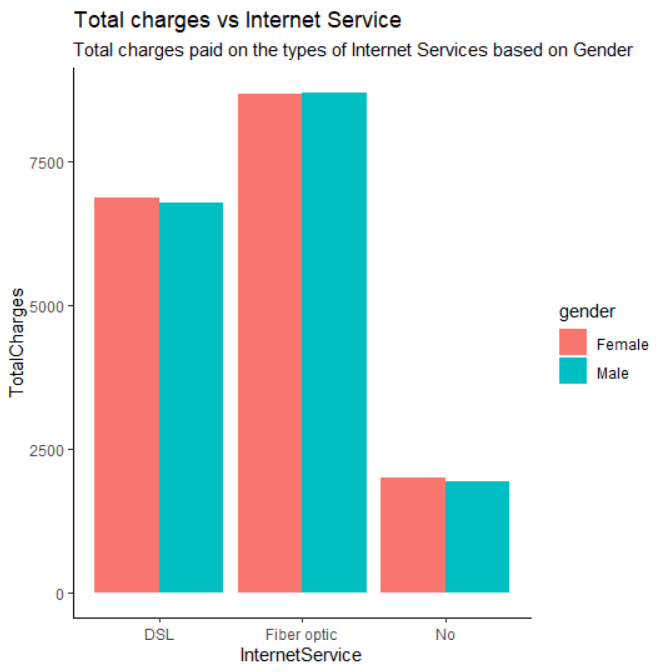 Total charges vs Internet Service
Total charges paid on the types of Internet Services based on Gender
TotalCharges
7500
5000
2500
0
DSL
Fiber optic
No
InternetService
gender
Female
Male